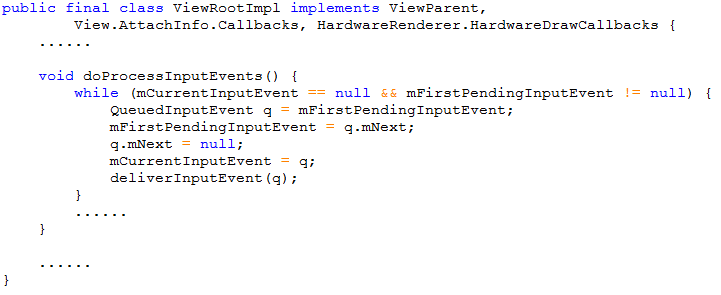 public final class ViewRootImpl implements ViewParent,
        View.AttachInfo.Callbacks, HardwareRenderer.HardwareDrawCallbacks {
    ......

    void doProcessInputEvents() {
        while (mCurrentInputEvent == null && mFirstPendingInputEvent != null) {
            QueuedInputEvent q = mFirstPendingInputEvent;
            mFirstPendingInputEvent = q.mNext;
            q.mNext = null;
            mCurrentInputEvent = q;
            deliverInputEvent(q);
        }
        ......
    }

    ......
}